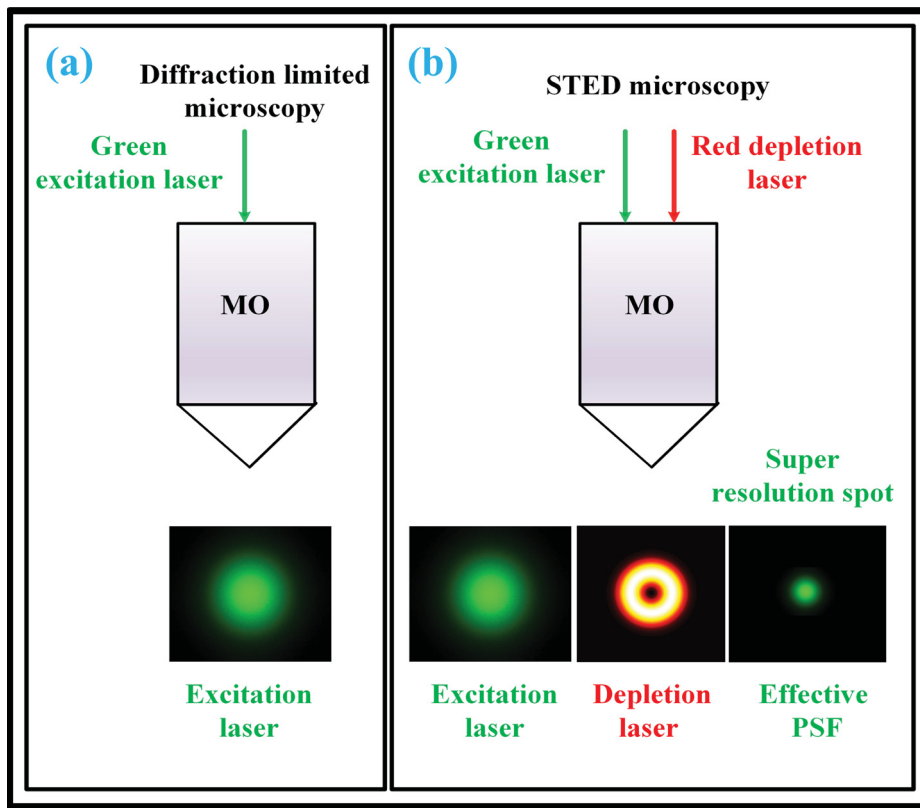 (a)
Diffraction limited
microscopy
Green
excitation laser
MO
Excitation
laser
(b)
STED microscopy
Green
excitation laser
Red depletion
laser
MO
Super
resolution spot
Excitation
laser
Depletion
laser
Effective
PSF